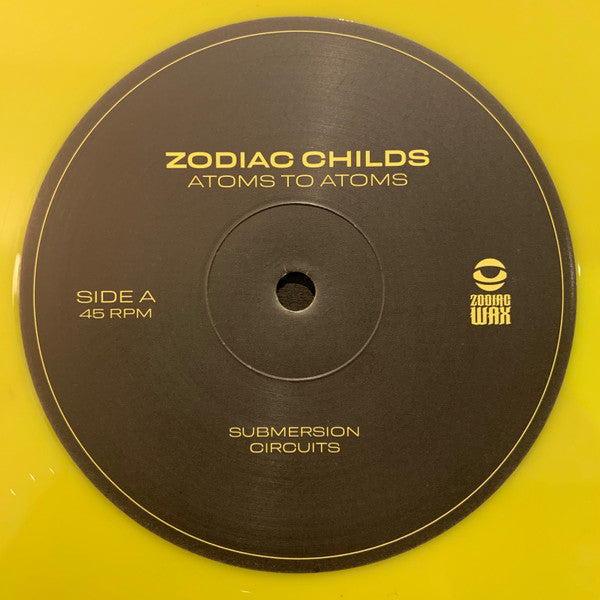 ZODIAC CHILDS
ATOMS TO ATOMS
SIDE A
45 RPM
ZODIAC
WAX
SUBMERSION
CIRCUITS